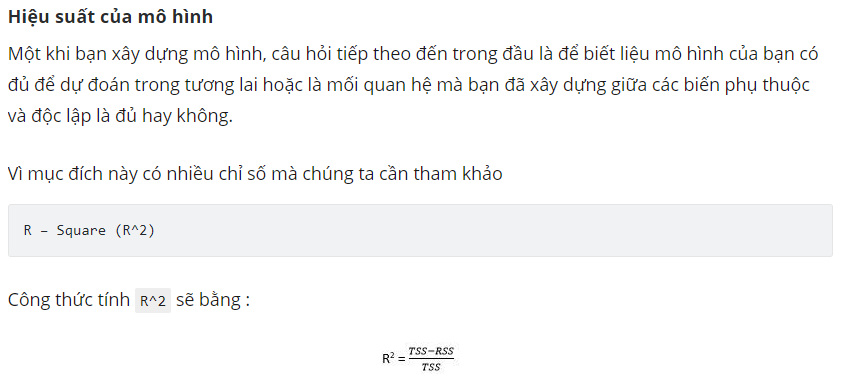 Hiệu suất của mô hình
Một khi bạn xây dựng mô hình, câu hỏi tiếp theo đến trong đầu là để biết liệu mô hình của bạn có
đủ để dự đoán trong tương lai hoặc là mối quan hệ mà bạn đã xây dựng giữa các biến phụ thuộc
và độc lập là đủ hay không.
Vì mục đích này có nhiều chỉ số mà chúng ta cần tham khảo
R – Square (R^2)
Công thức tính R^2 sẽ bằng :
R² = (TSS−RSS)/TSS